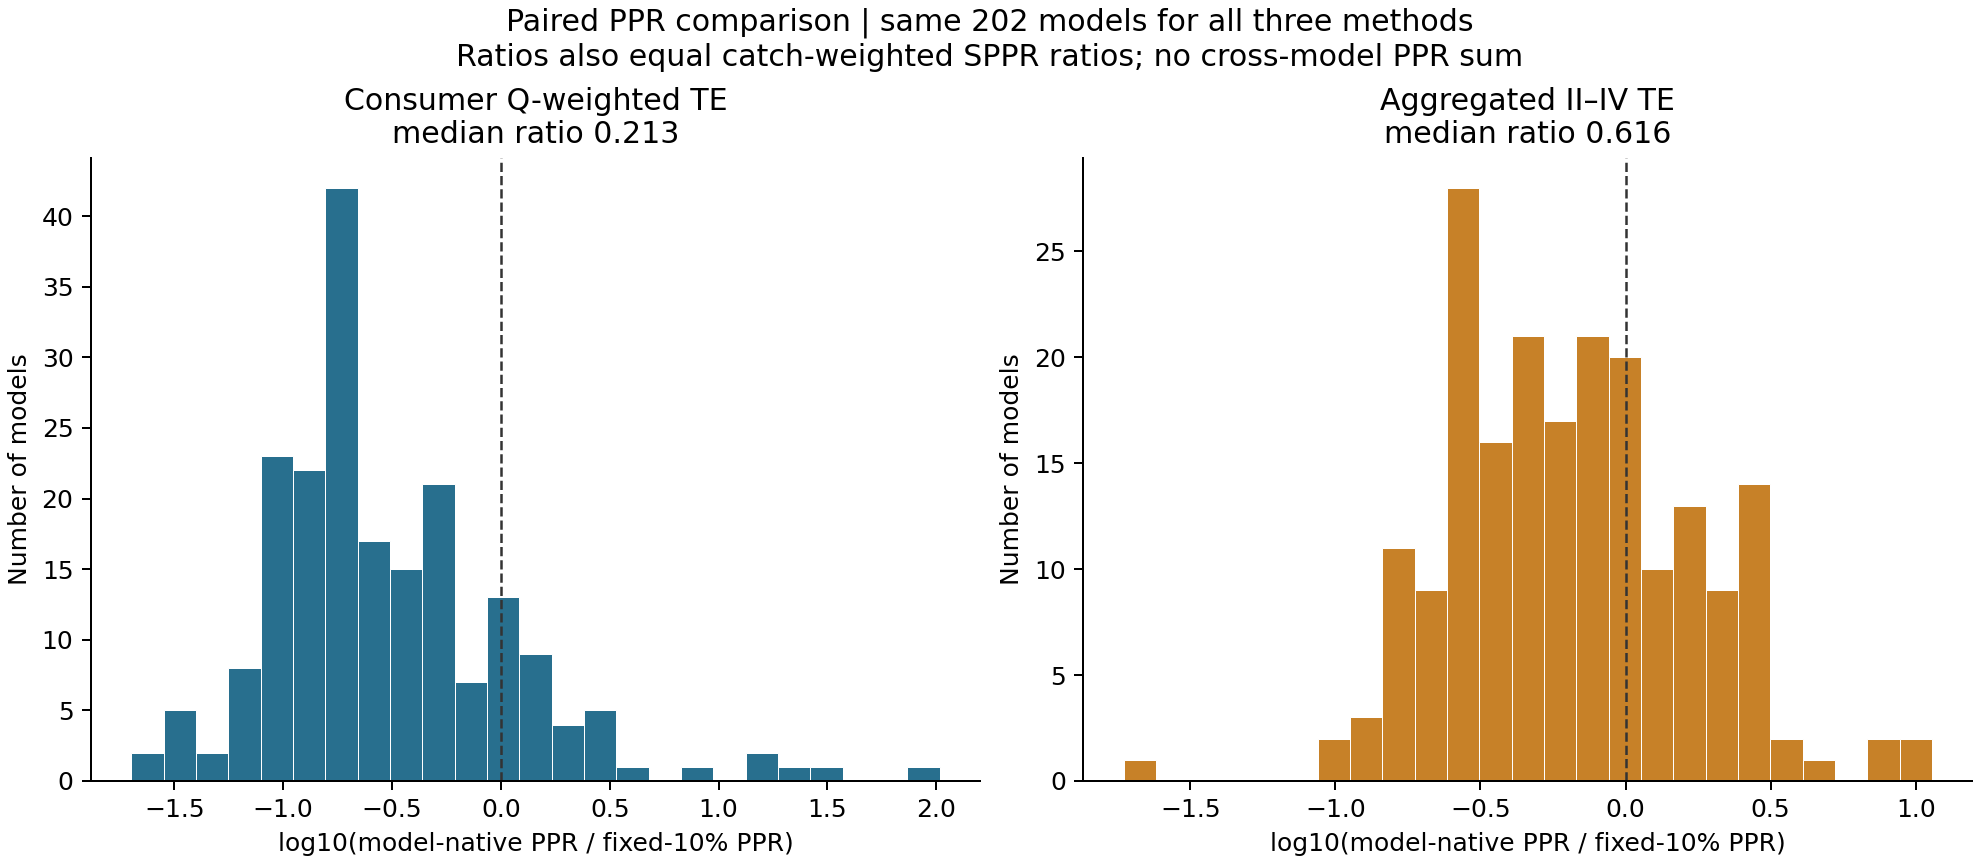 Paired PPR comparison | same 202 models for all three methods
Ratios also equal catch-weighted SPPR ratios; no cross-model PPR sum
Consumer Q-weighted TE
median ratio 0.213
Number of models
40
35
30
25
20
15
10
5
0
−1.5
−1.0
−0.5
0.0
0.5
1.0
1.5
2.0
log10(model-native PPR / fixed-10% PPR)
Aggregated II–IV TE
median ratio 0.616
Number of models
25
20
15
10
5
0
−1.5
−1.0
−0.5
0.0
0.5
1.0
log10(model-native PPR / fixed-10% PPR)